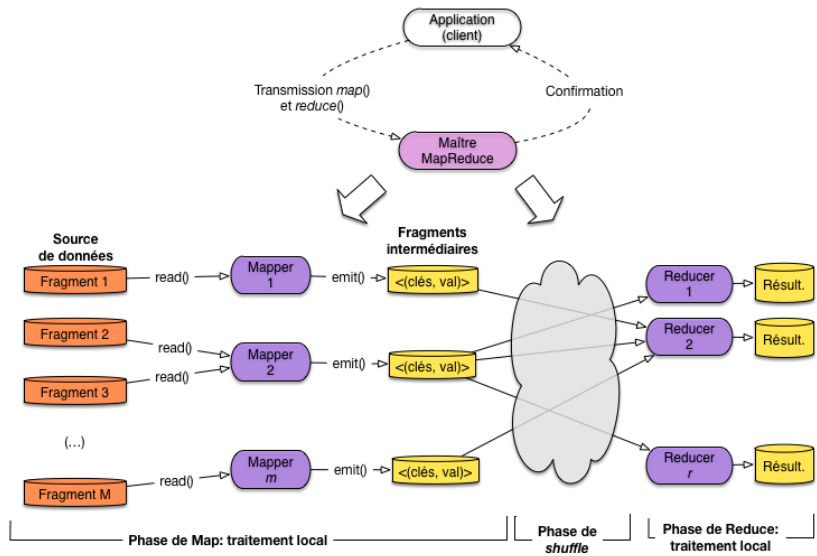 Application
(client)
Transmission map()
et reduce()
Confirmation
Maître
MapReduce
Source
de données
Fragments
intermédiaires
Fragment 1
read()
Mapper
1
emit()
<(clés, val)>
Reducer
1
Résult.
Fragment 2
read()
Mapper
2
emit()
<(clés, val)>
Reducer
2
Résult.
Fragment 3
read()
(...)
Fragment M
read()
Mapper
m
emit()
<(clés, val)>
Reducer
r
Résult.
Phase de Map: traitement local
Phase de
shuffle
Phase de Reduce:
traitement local